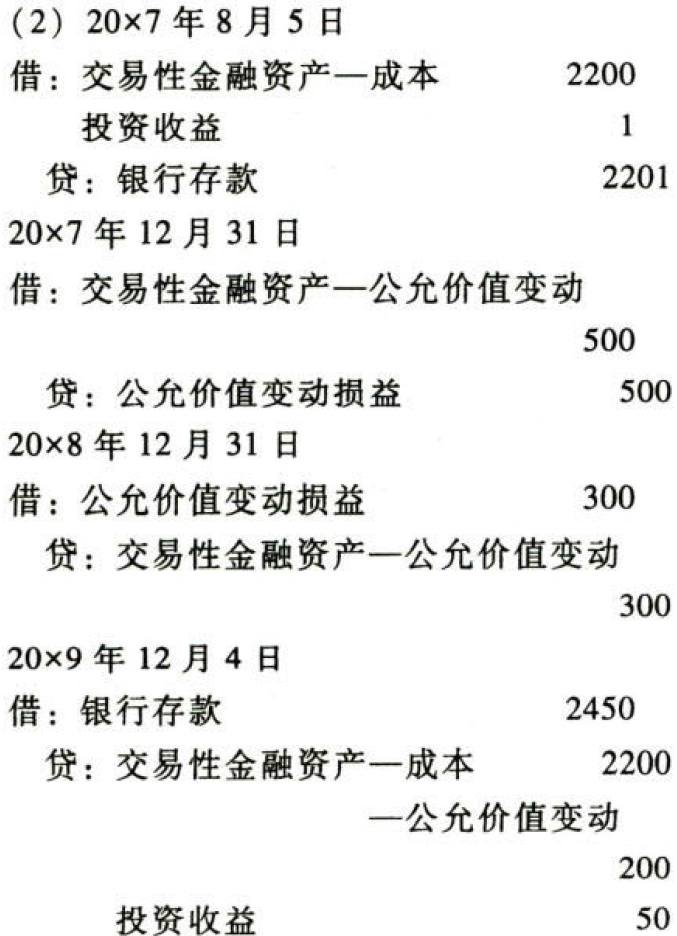 (2) 20×7 年 8 月 5 日
借：交易性金融资产—成本 2200
投资收益 1
贷：银行存款 2201
20×7 年 12 月 31 日
借：交易性金融资产—公允价值变动
500
贷：公允价值变动损益 500
20×8 年 12 月 31 日
借：公允价值变动损益 300
贷：交易性金融资产—公允价值变动
300
20×9 年 12 月 4 日
借：银行存款 2450
贷：交易性金融资产—成本 2200
—公允价值变动
200
投资收益 50